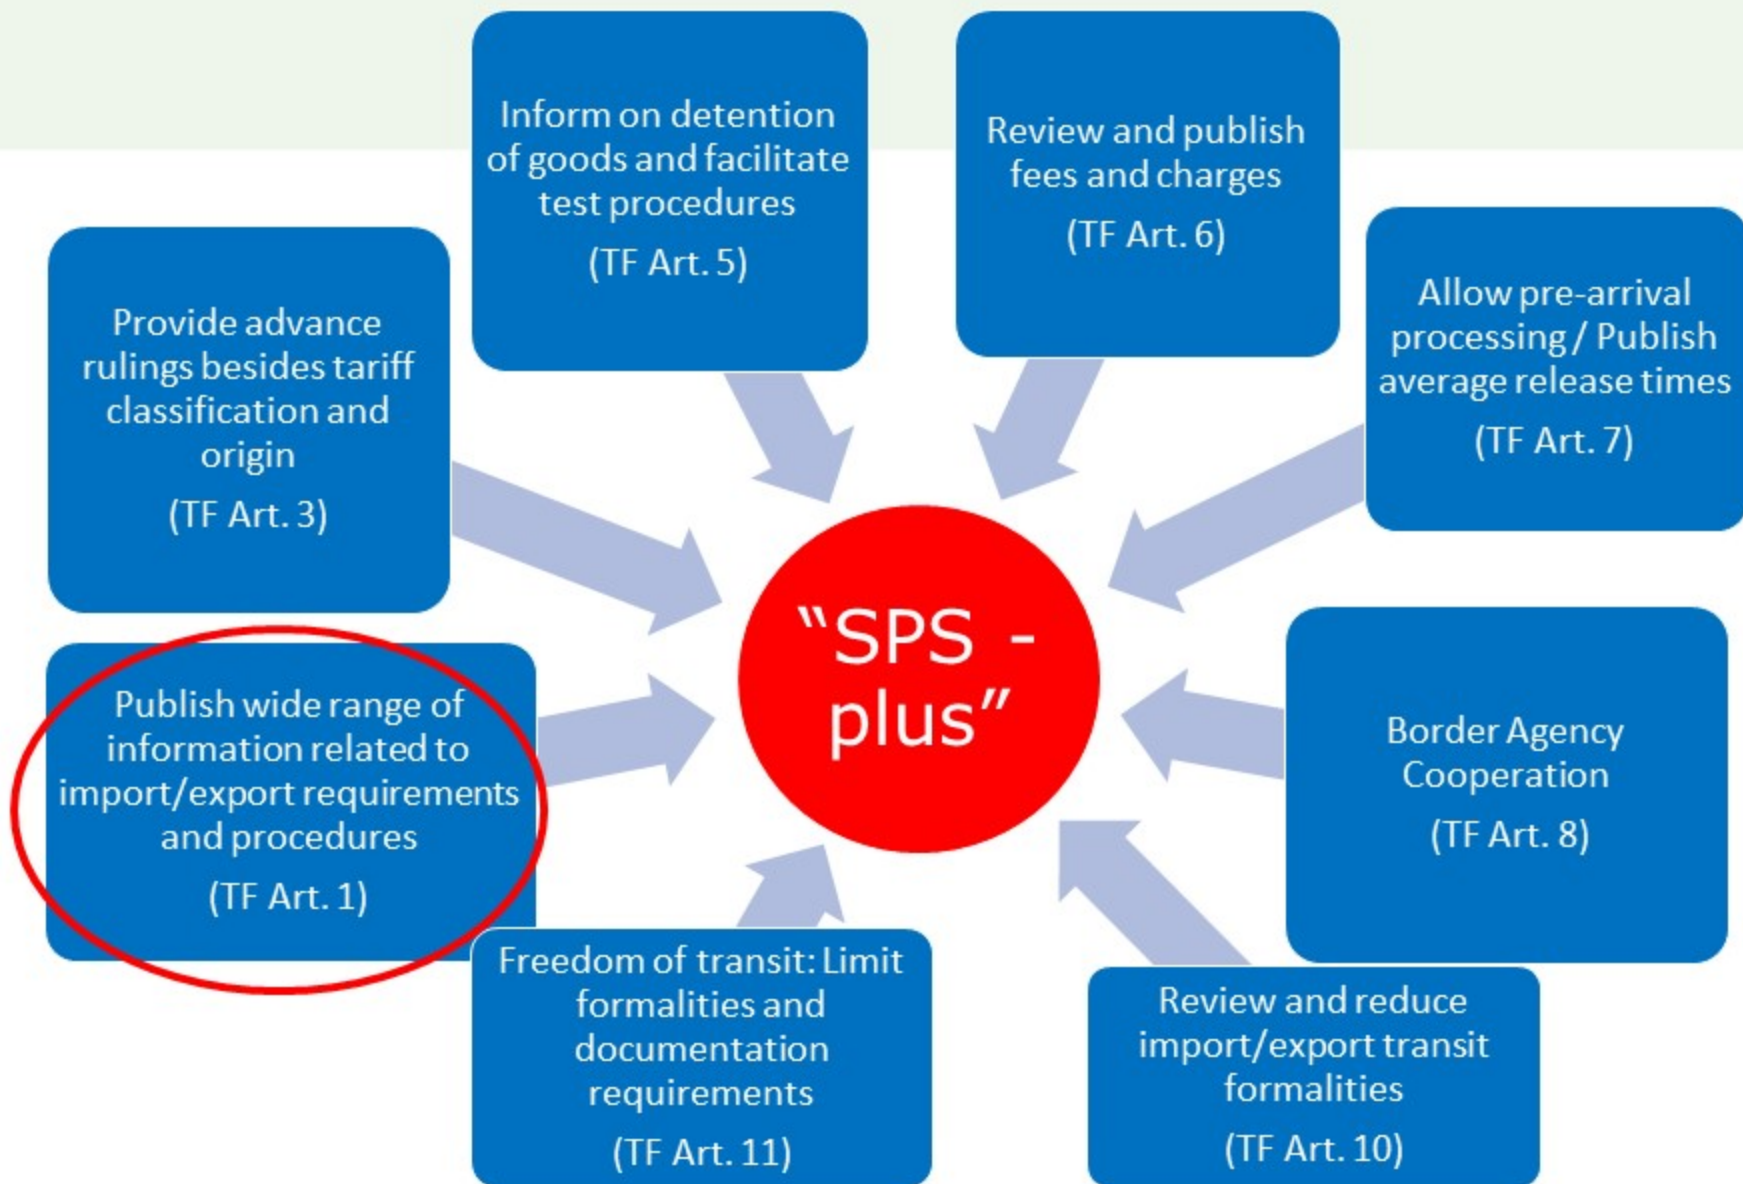 Inform on detention
of goods and facilitate
test procedures
(TF Art. 5)
Review and publish
fees and charges
(TF Art. 6)
Provide advance
rulings besides tariff
classification and
origin
(TF Art. 3)
Allow pre-arrival
processing / Publish
average release times
(TF Art. 7)
"SPS -
plus"
Publish wide range of
information related to
import/export requirements
and procedures
(TF Art. 1)
Border Agency
Cooperation
(TF Art. 8)
Freedom of transit: Limit
formalities and
documentation
requirements
(TF Art. 11)
Review and reduce
import/export transit
formalities
(TF Art. 10)